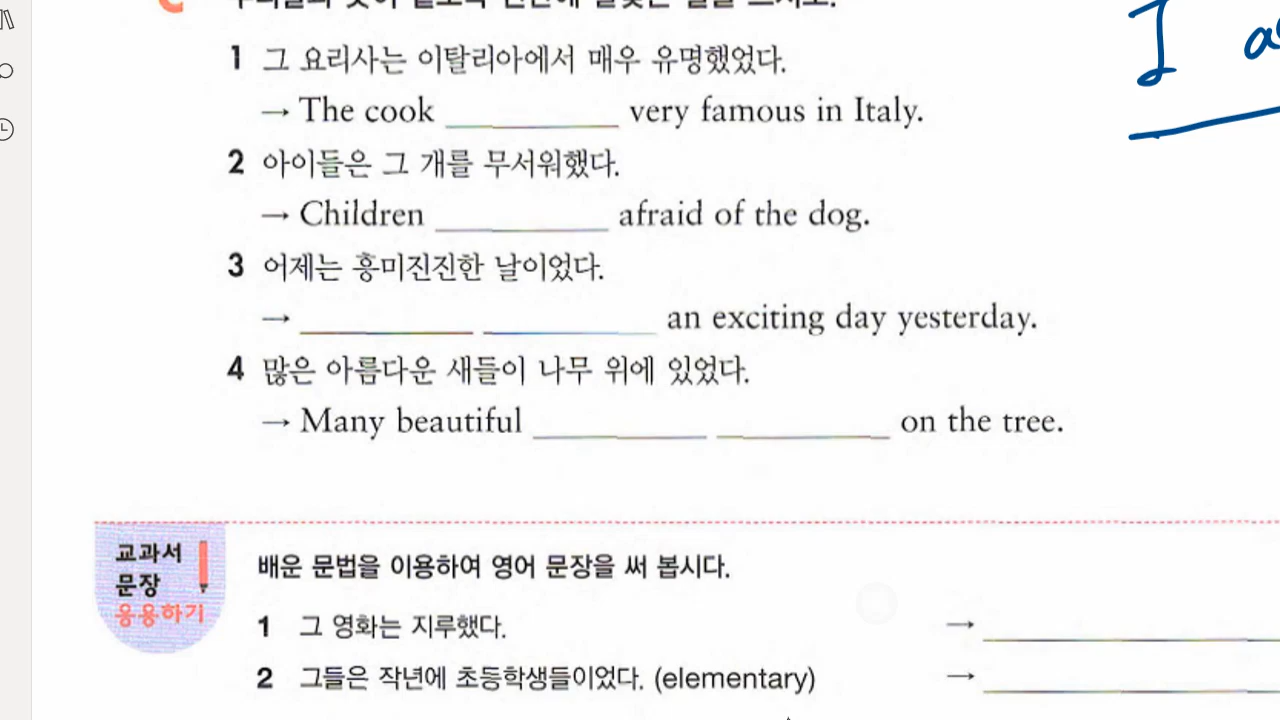 1 그 요리사는 이탈리아에서 매우 유명했었다.
→ The cook __________ very famous in Italy.
2 아이들은 그 개를 무서워했다.
→ Children __________ afraid of the dog.
3 어제는 흥미진진한 날이었다.
→ __________ __________ an exciting day yesterday.
4 많은 아름다운 새들이 나무 위에 있었다.
→ Many beautiful __________ __________ on the tree.
교과서
문장
응용하기
배운 문법을 이용하여 영어 문장을 써 봅시다.
1 그 영화는 지루했다. → __________
2 그들은 작년에 초등학생들이었다. (elementary) → __________
I